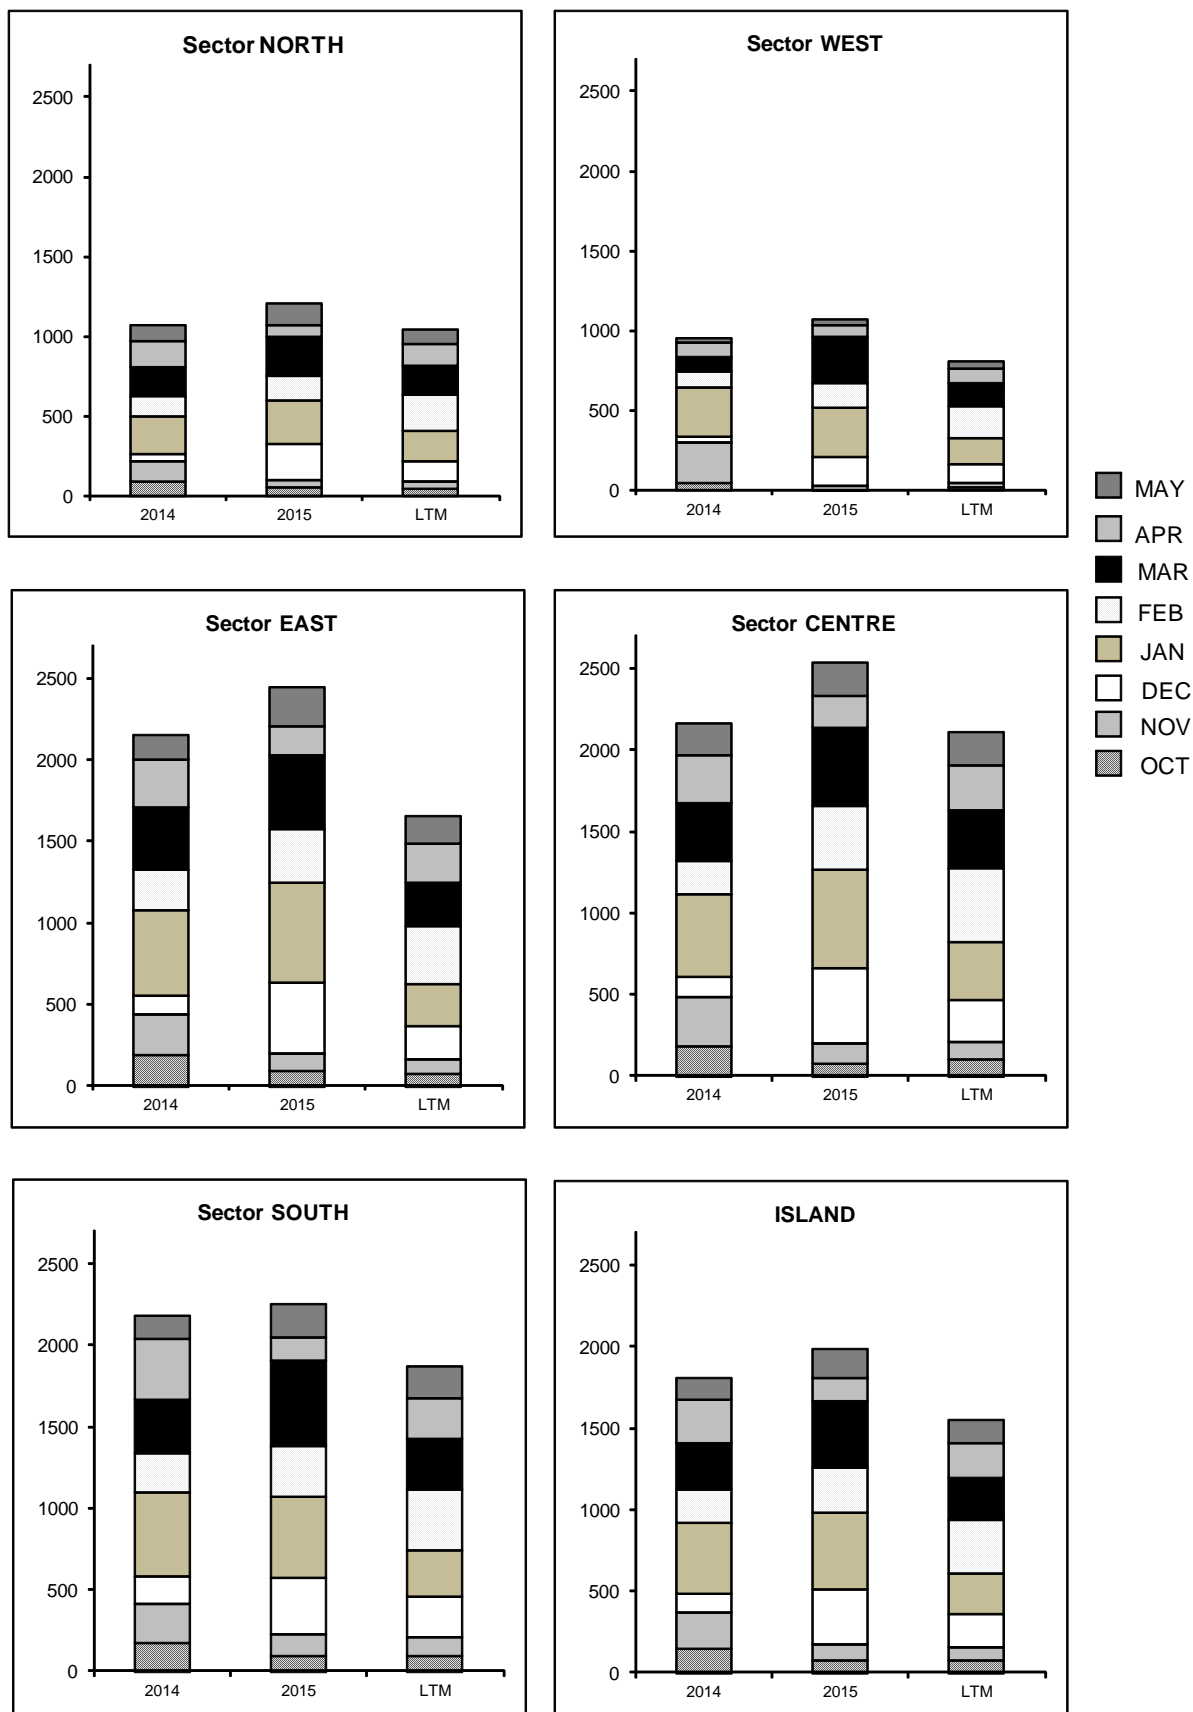 Sector NORTH
2500
2000
1500
1000
500
0
2014 2015 LTM
Sector WEST
2500
2000
1500
1000
500
0
2014 2015 LTM
MAY
APR
MAR
FEB
JAN
DEC
NOV
OCT
Sector EAST
2500
2000
1500
1000
500
0
2014 2015 LTM
Sector CENTRE
2500
2000
1500
1000
500
0
2014 2015 LTM
Sector SOUTH
2500
2000
1500
1000
500
0
2014 2015 LTM
ISLAND
2500
2000
1500
1000
500
0
2014 2015 LTM